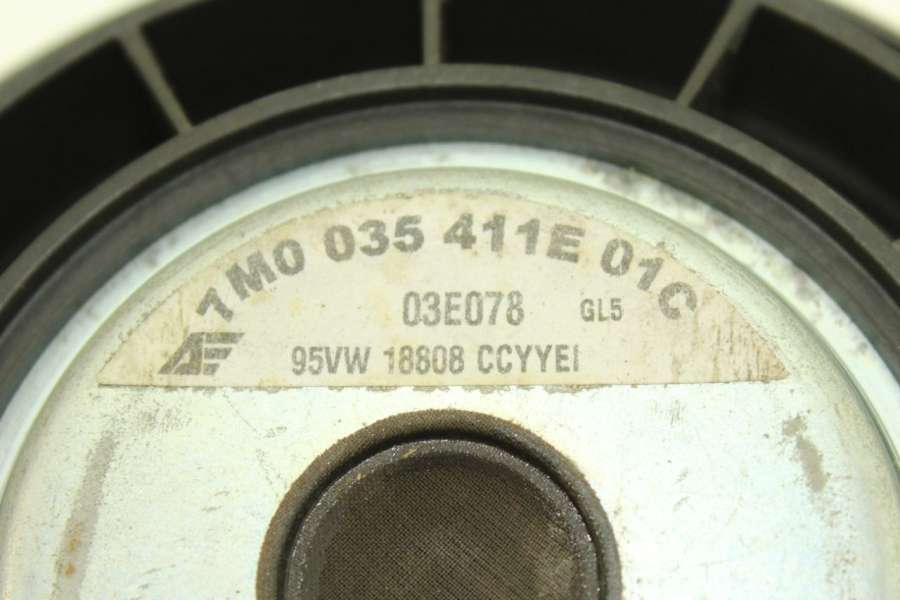 1M0 035 411E 01C
03E078 GL5
95VW 18808 CCYYEI